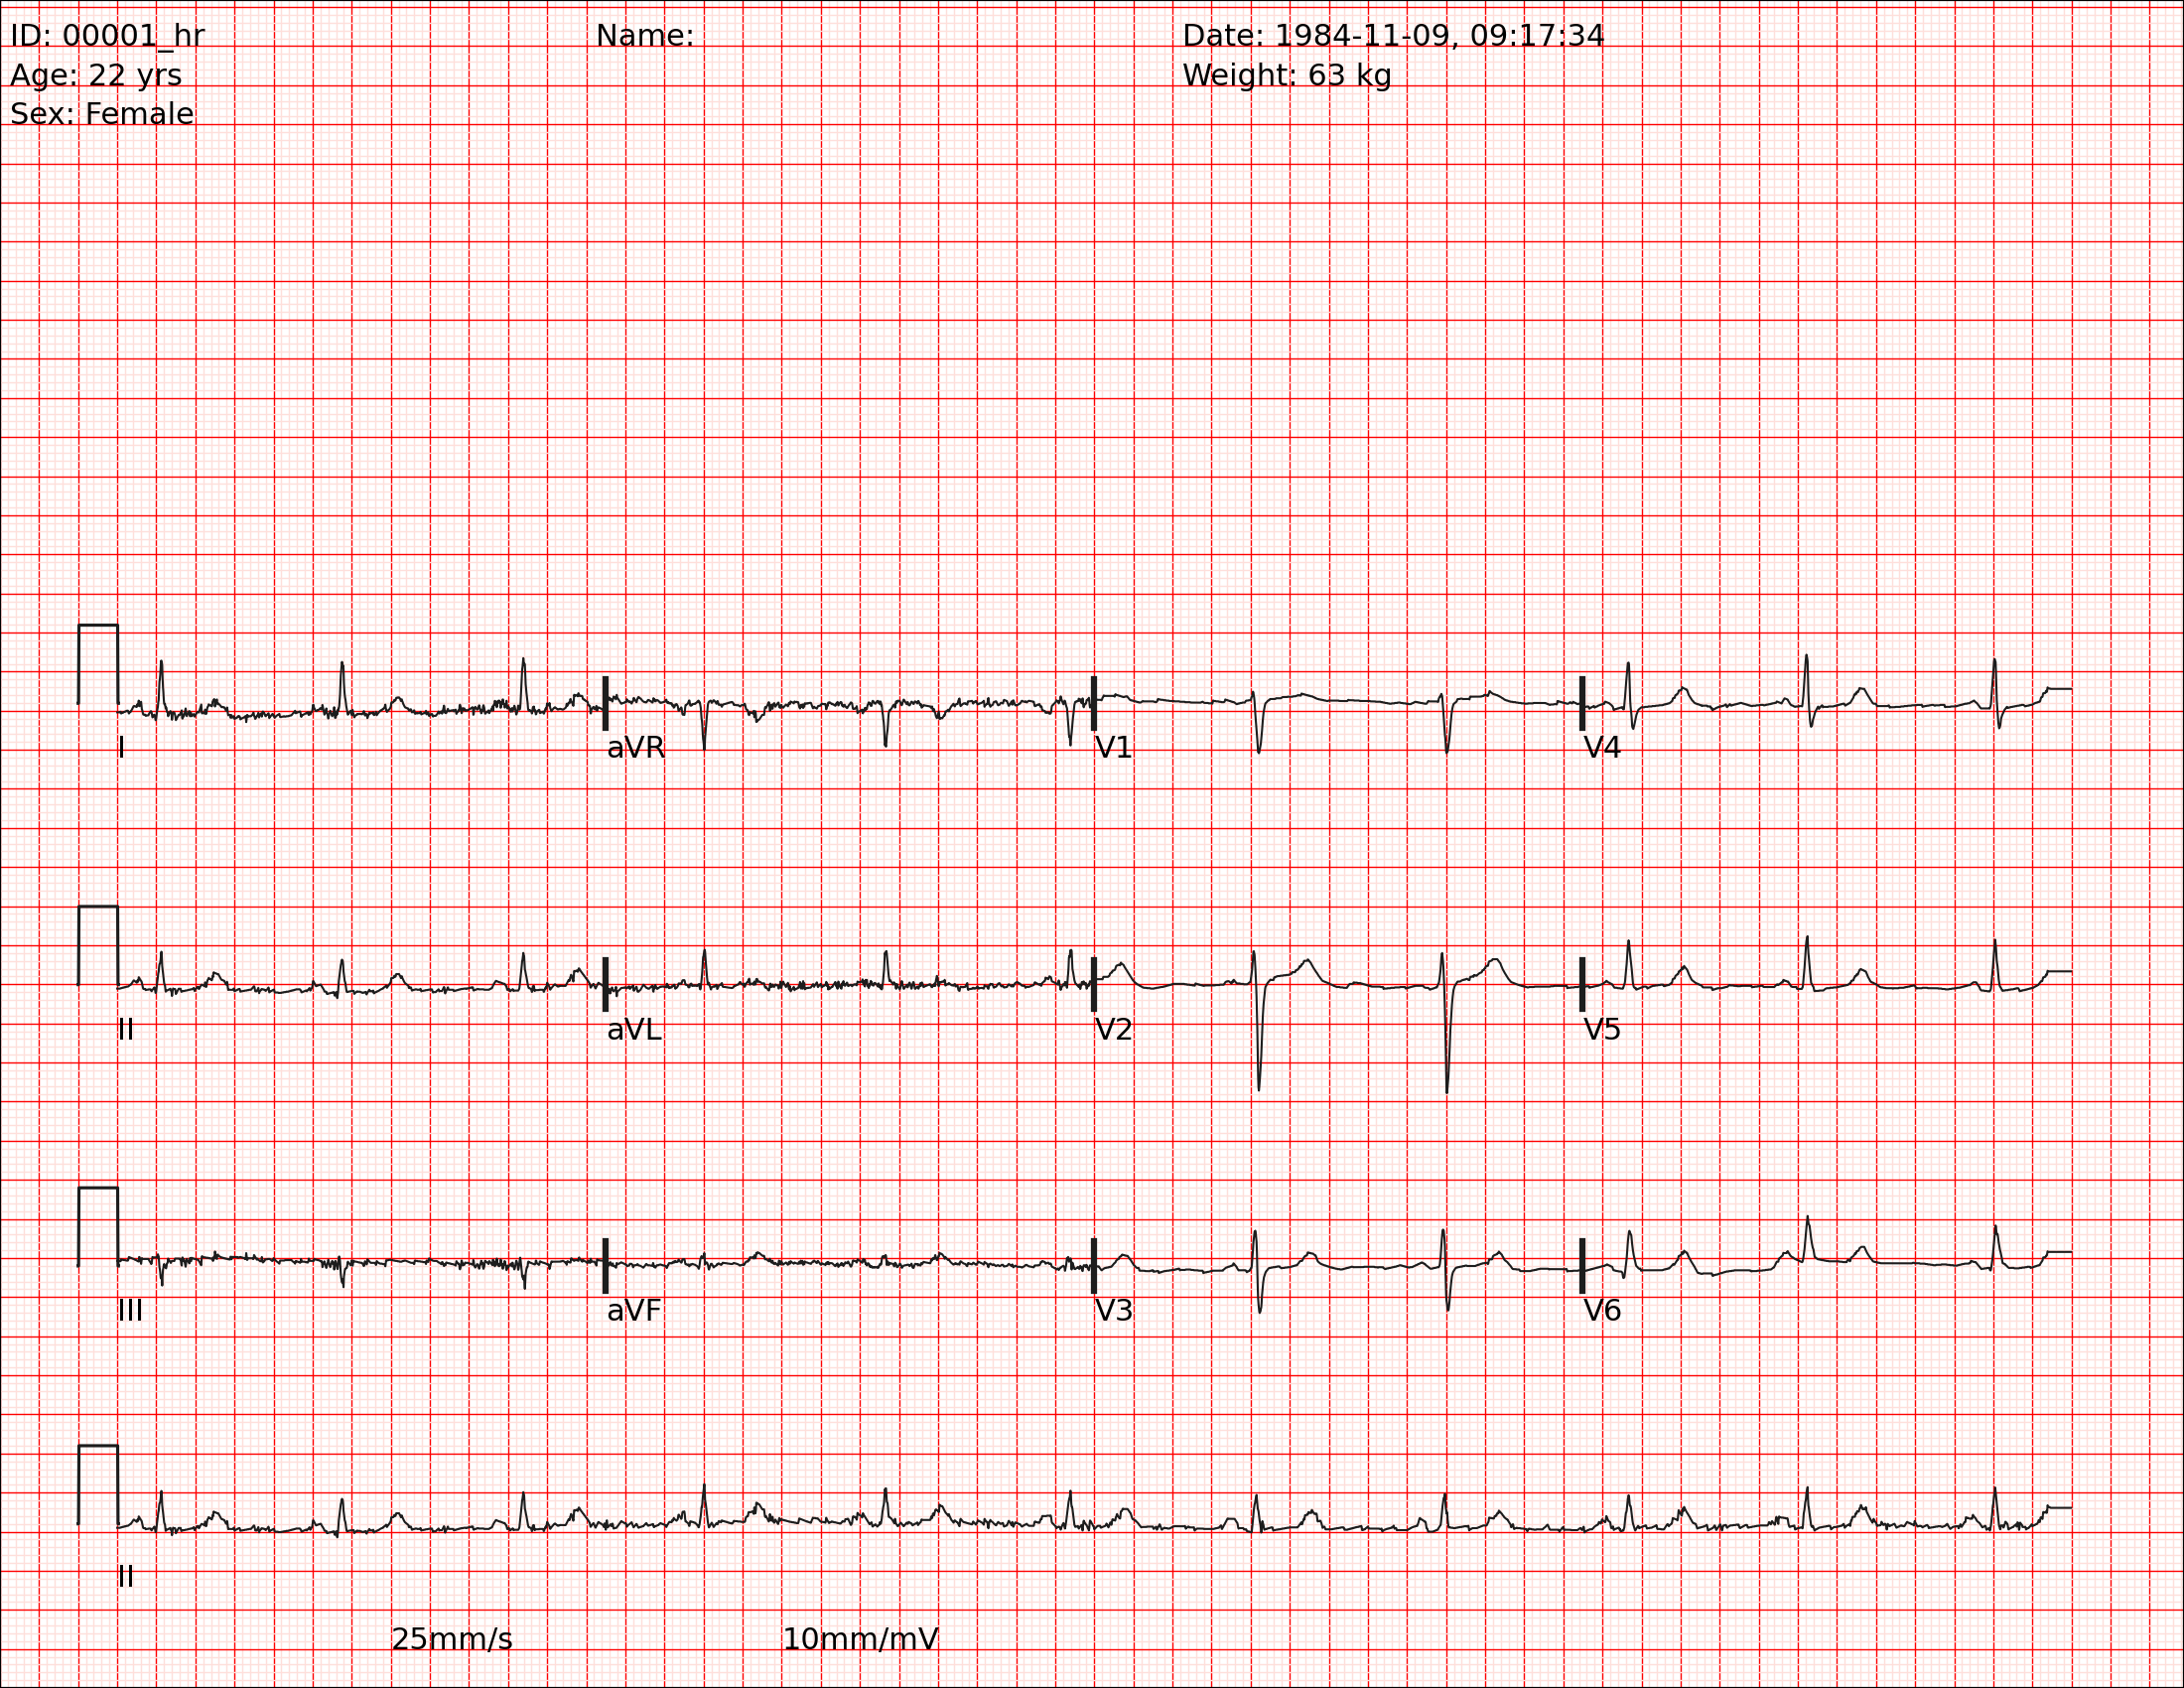 ID: 00001_hr Name: Date: 1984-11-09, 09:17:34
Age: 22 yrs Weight: 63 kg
Sex: Female
I aVR V1 V4
II aVL V2 V5
III aVF V3 V6
II
25mm/s 10mm/mV